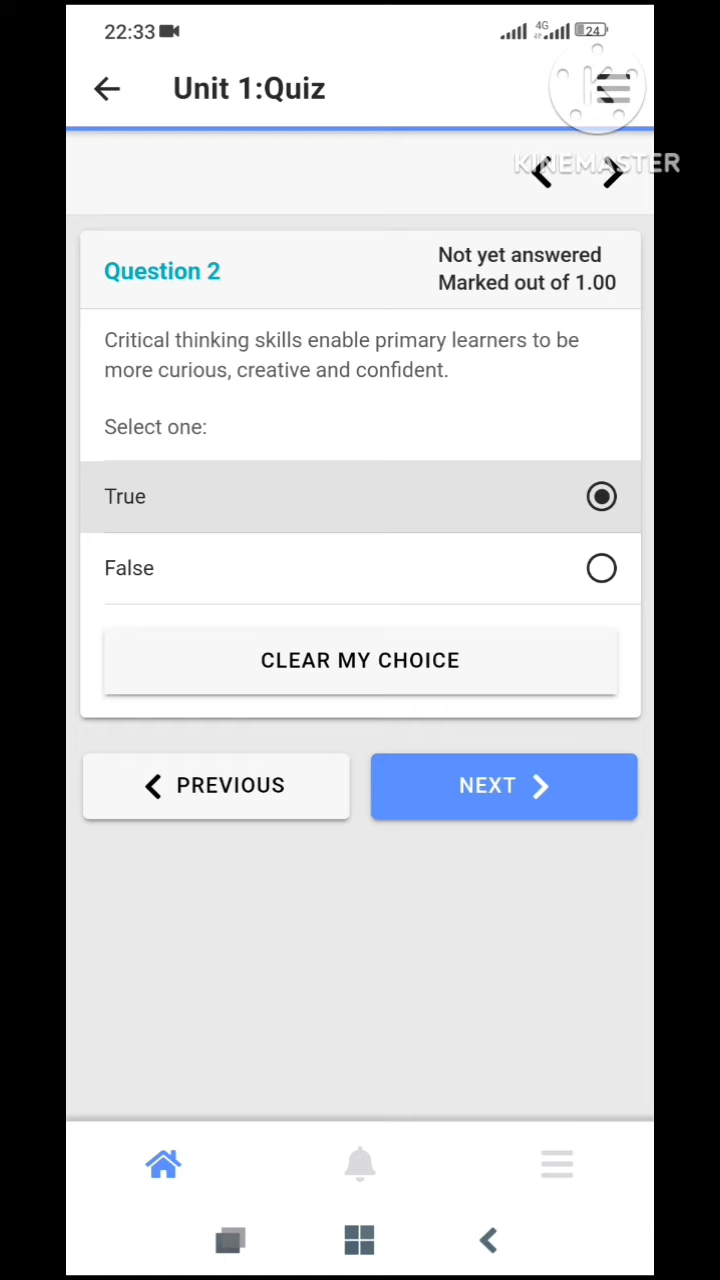 22:33
4G
24
Unit 1:Quiz
KINEMASTER
Question 2
Not yet answered
Marked out of 1.00
Critical thinking skills enable primary learners to be
more curious, creative and confident.
Select one:
True
False
CLEAR MY CHOICE
PREVIOUS
NEXT